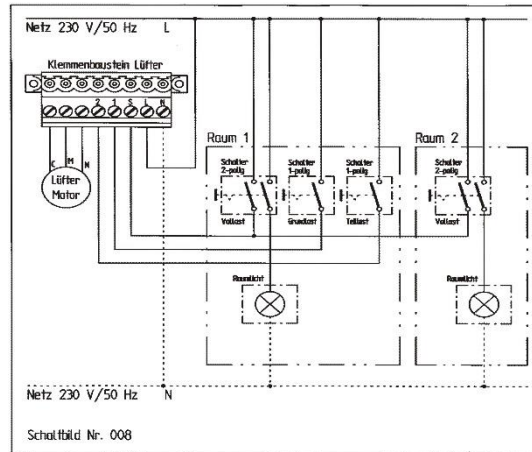 Netz 230 V/50 Hz L
Klemmenbaustein Lüfter
2 1 S L N
C M N
Lüfter
Motor
Raum 1
Schalter
2-polig
Vollast
Schalter
1-polig
Grundlast
Schalter
1-polig
Teillast
Raumlicht
Raum 2
Schalter
2-polig
Vollast
Raumlicht
Netz 230 V/50 Hz N
Schaltbild Nr. 008